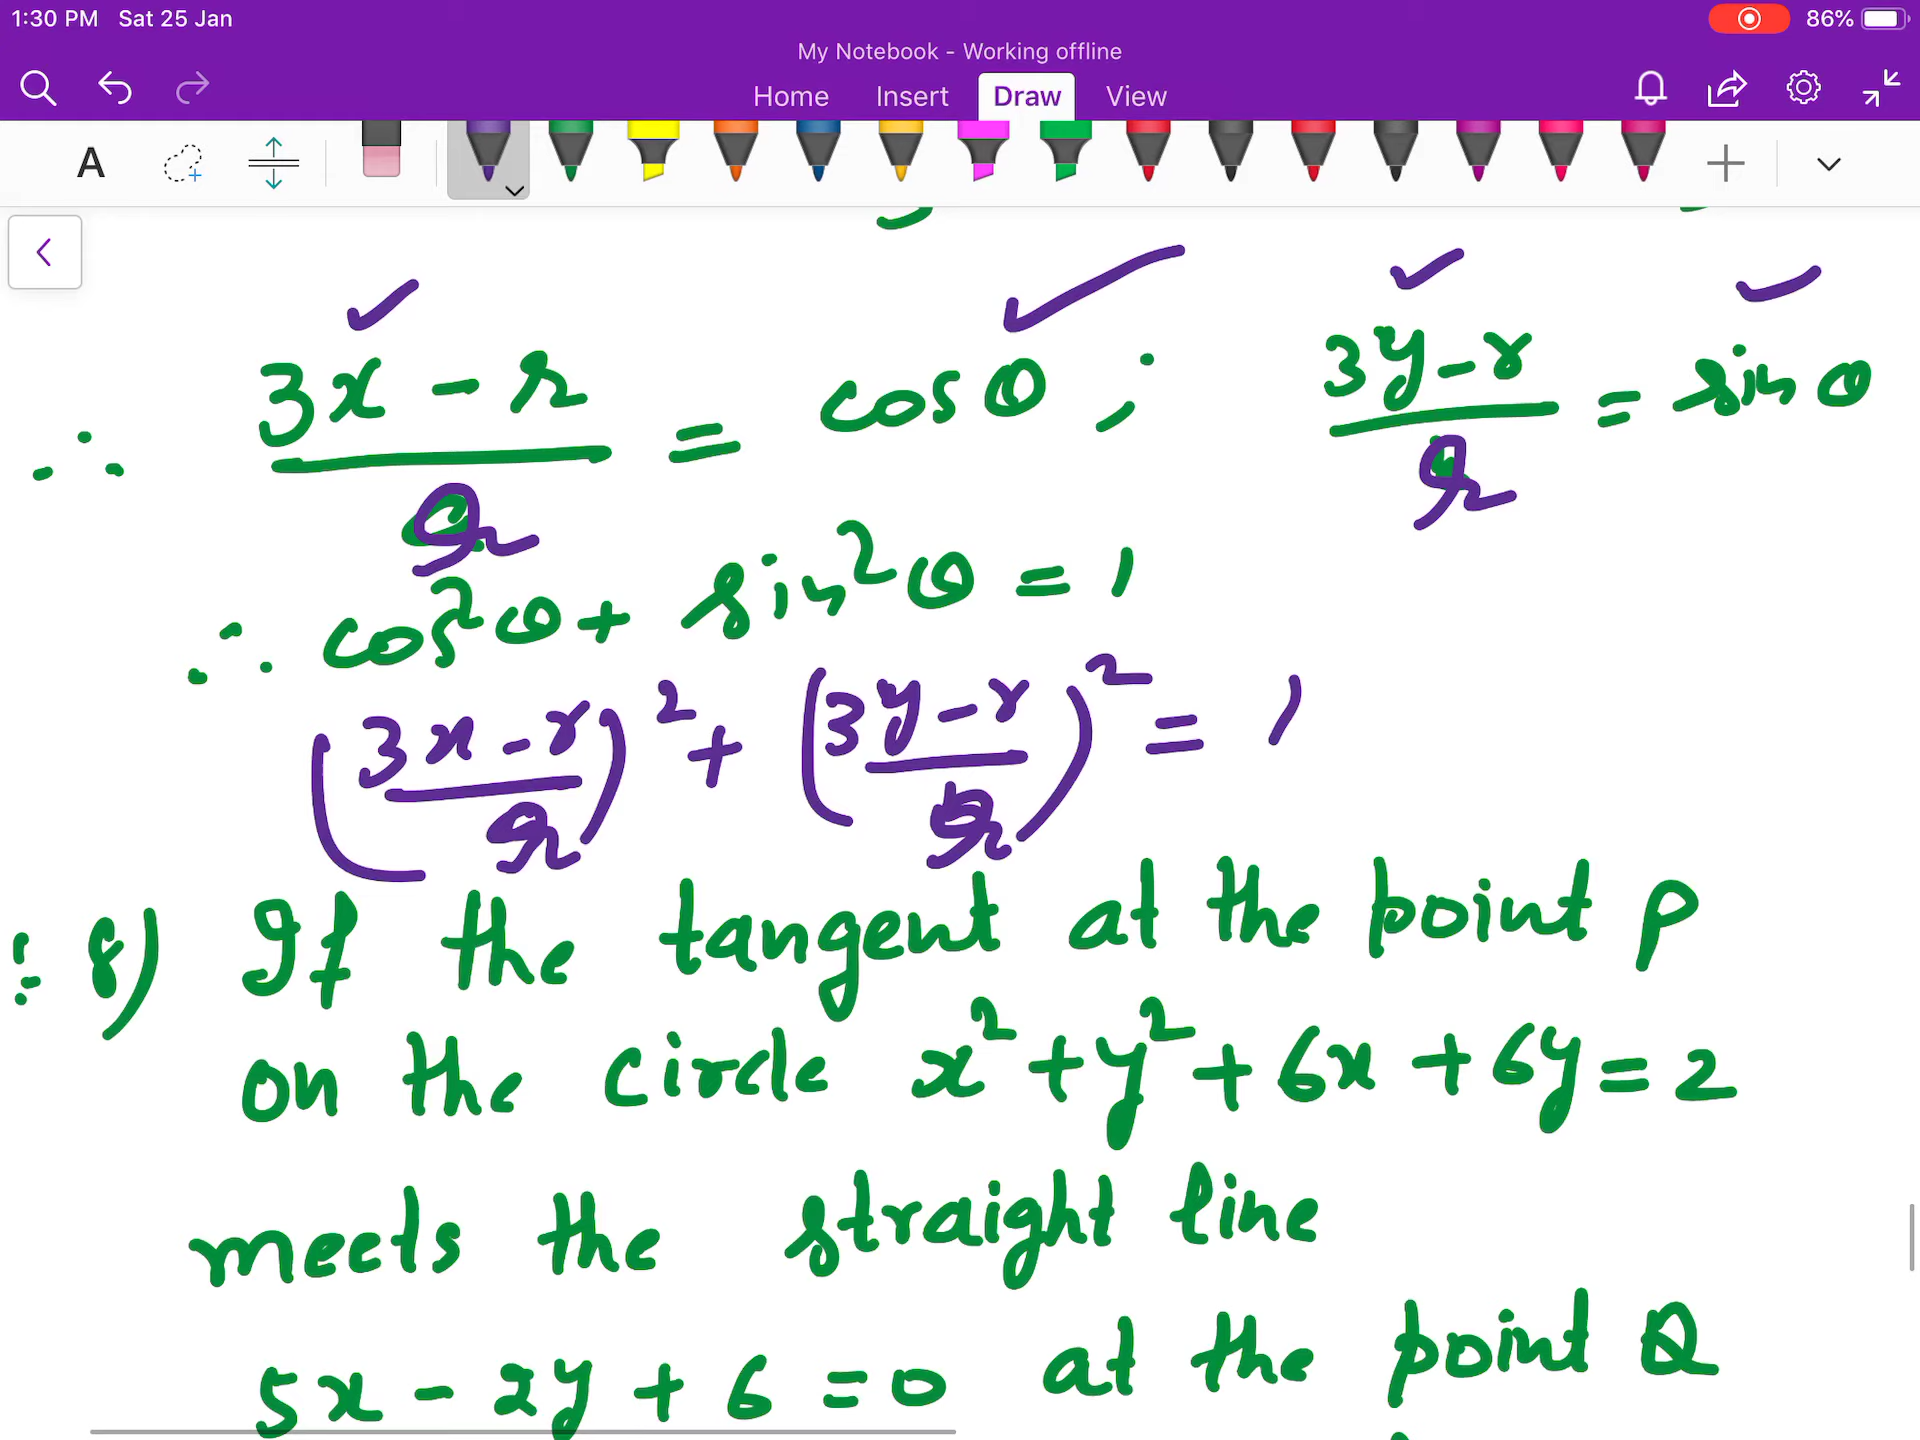 1:30 PM Sat 25 Jan 86%
My Notebook - Working offline
Home Insert Draw View
A
∴ (3x - r)/r = cosθ ; (3y - r)/r = sinθ
∴ cos²θ + sin²θ = 1
((3x - r)/r)² + ((3y - r)/r)² = 1
8) If the tangent at the point P
on the circle x² + y² + 6x + 6y = 2
meets the straight line
5x - 2y + 6 = 0 at the point Q